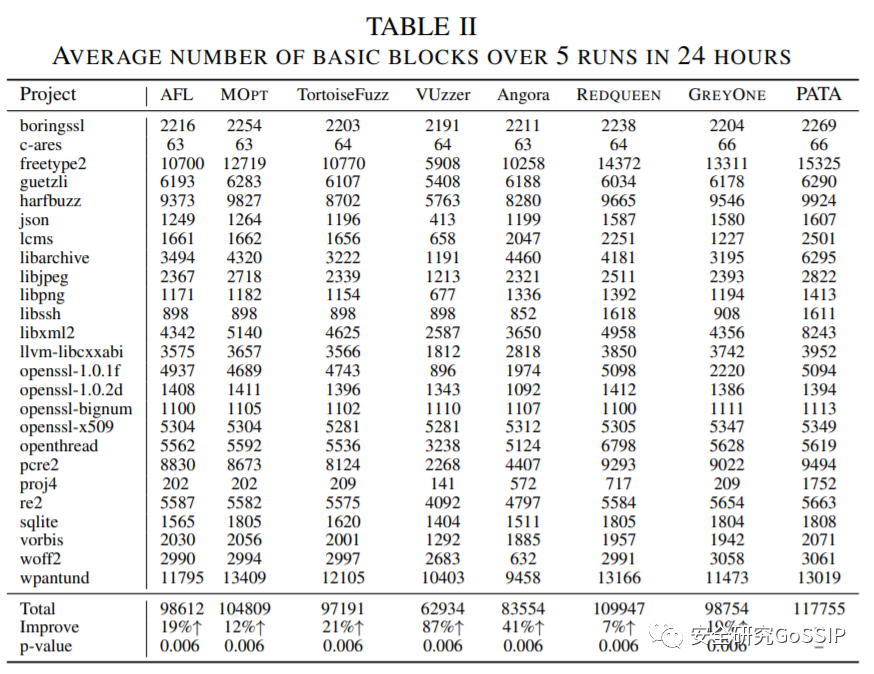 TABLE II
AVERAGE NUMBER OF BASIC BLOCKS OVER 5 RUNS IN 24 HOURS
Project AFL MOPT TortoiseFuzz VUzzer Angora REDQUEEN GREYONE PATA
boringssl 2216 2254 2203 2191 2211 2238 2204 2269
c-ares 63 63 64 64 63 64 66 66
freetype2 10700 12719 10770 5908 10258 14372 13311 15325
guetzli 6193 6283 6107 5408 6188 6034 6178 6290
harfbuzz 9373 9827 8702 5763 8280 9665 9546 9924
json 1249 1264 1196 413 1199 1587 1580 1607
lcms 1661 1662 1656 658 2047 2251 1227 2501
libarchive 3494 4320 3222 1191 4460 4181 3195 6295
libjpeg 2367 2718 2339 1213 2321 2511 2393 2822
libpng 1171 1182 1154 677 1336 1392 1194 1413
libssh 898 898 898 898 852 1618 908 1611
libxml2 4342 5140 4625 2587 3650 4958 4356 8243
llvm-libcxxabi 3575 3657 3566 1812 2818 3850 3742 3952
openssl-1.0.1f 4937 4689 4743 896 1974 5098 2220 5094
openssl-1.0.2d 1408 1411 1396 1343 1092 1412 1386 1394
openssl-bignum 1100 1105 1102 1110 1107 1100 1111 1113
openssl-x509 5304 5304 5281 5281 5312 5305 5347 5349
openthread 5562 5592 5536 3238 5124 6798 5628 5619
pcre2 8830 8673 8124 2268 4407 9293 9022 9494
proj4 202 202 209 141 572 717 209 1752
re2 5587 5582 5575 4092 4797 5584 5654 5663
sqlite 1565 1805 1620 1404 1511 1805 1804 1808
vorbis 2030 2056 2001 1292 1885 1957 1942 2071
woff2 2990 2994 2997 2683 632 2991 3058 3061
wpantund 11795 13409 12105 10403 9458 13166 11473 13019
Total 98612 104809 97191 62934 83554 109947 98754 117755
Improve 19%↑ 12%↑ 21%↑ 87%↑ 41%↑ 7%↑ 19%↑
p-value 0.006 0.006 0.006 0.006 0.006 0.006 0.006 –
安全研究GoSSIP